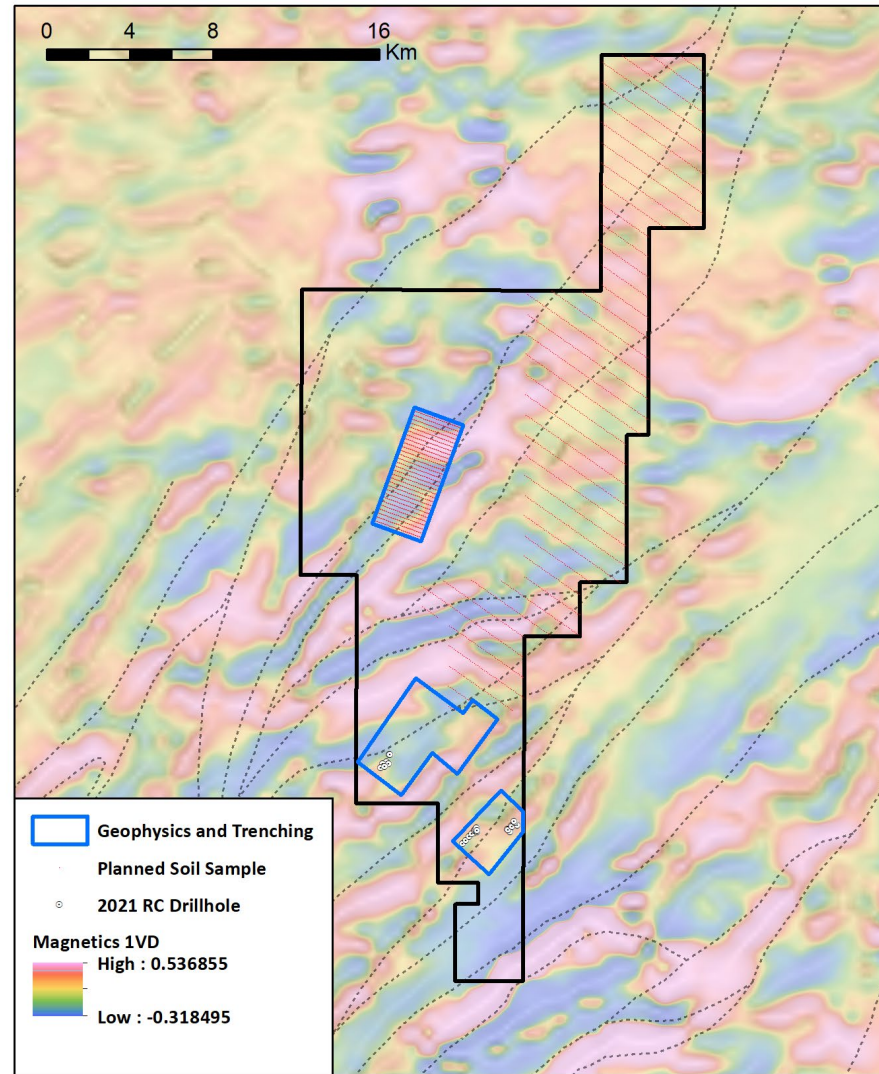 0 8 16
Km
Geophysics and Trenching
Planned Soil Sample
2021 RC Drillhole
Magnetics 1VD
High : 0.536855
Low : -0.318495